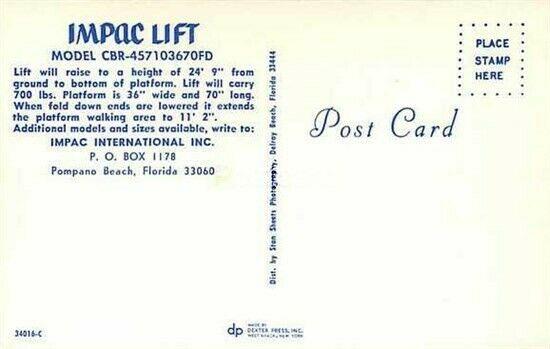 IMPAC LIFT
MODEL CBR-457103670FD
Lift will raise to a height of 24' 9" from
ground to bottom of platform. Lift will carry
700 lbs. Platform is 36" wide and 70" long.
When fold down ends are lowered it extends
the platform walking area to 11' 2".
Additional models and sizes available, write to:
IMPAC INTERNATIONAL INC.
P. O. BOX 1178
Pompano Beach, Florida 33060
34016-C
Dist. by Stan Sheets Photography, Delray Beach, Florida 33444
dp
MADE BY
DEXTER PRESS, INC.
WEST NYACK, NEW YORK
Post Card
PLACE
STAMP
HERE